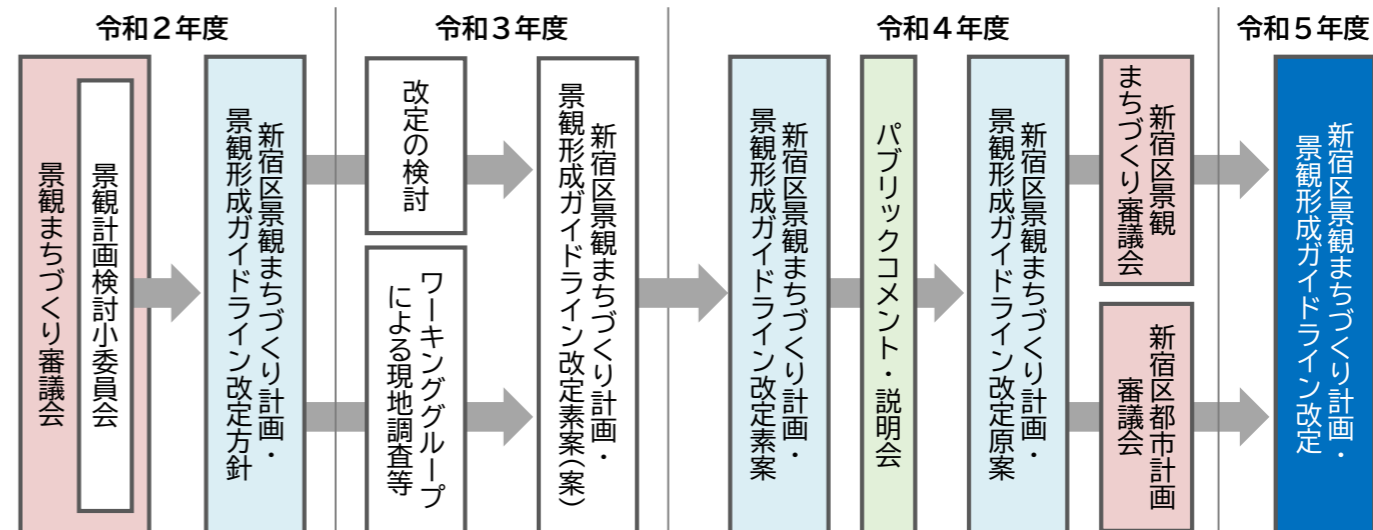 令和2年度
景観まちづくり審議会
景観計画検討小委員会
新宿区景観まちづくり計画・
景観形成ガイドライン改定方針
令和3年度
改定の検討
ワーキンググループ
による現地調査等
新宿区景観まちづくり計画・
景観形成ガイドライン改定素案(案)
令和4年度
新宿区景観まちづくり計画・
景観形成ガイドライン改定素案
パブリックコメント・説明会
新宿区景観まちづくり計画・
景観形成ガイドライン改定原案
新宿区景観
まちづくり審議会
新宿区都市計画
審議会
令和5年度
新宿区景観まちづくり計画・
景観形成ガイドライン改定